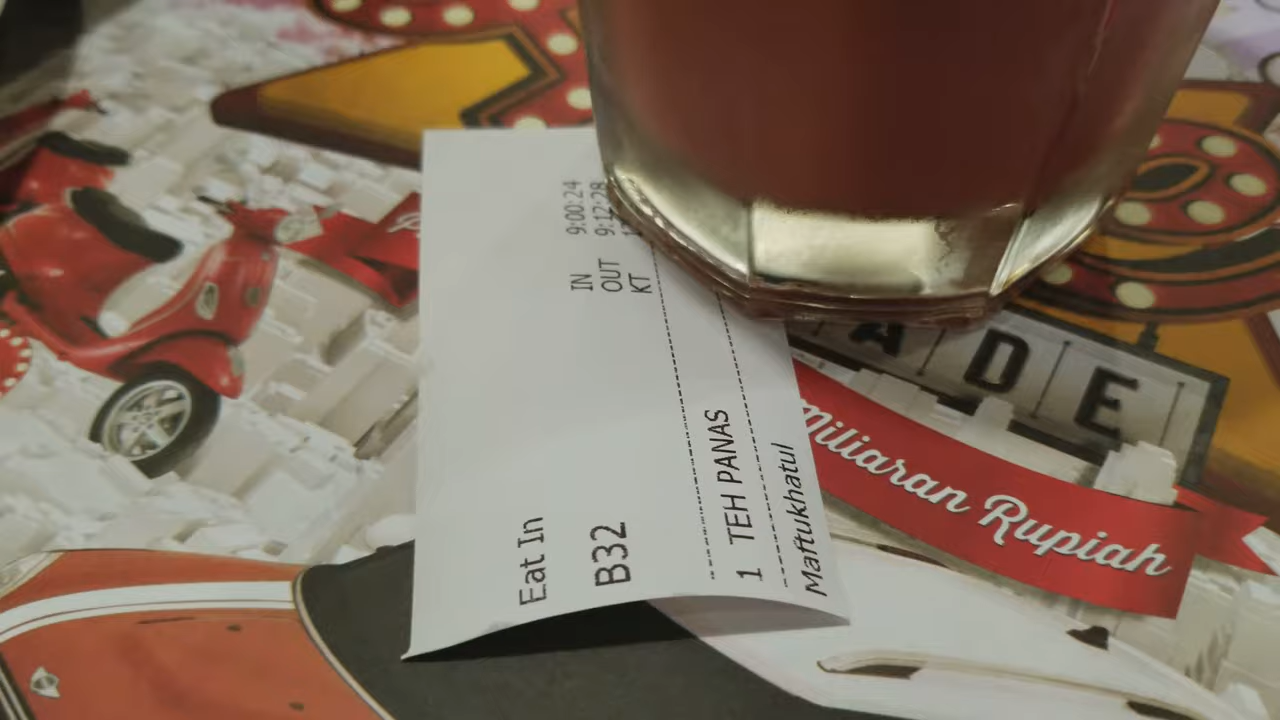 Eat In
IN 9:00:24
B32
OUT 9:12:28
KT
1 TEH PANAS
Maftukhatul
ADE
miliaran Rupiah